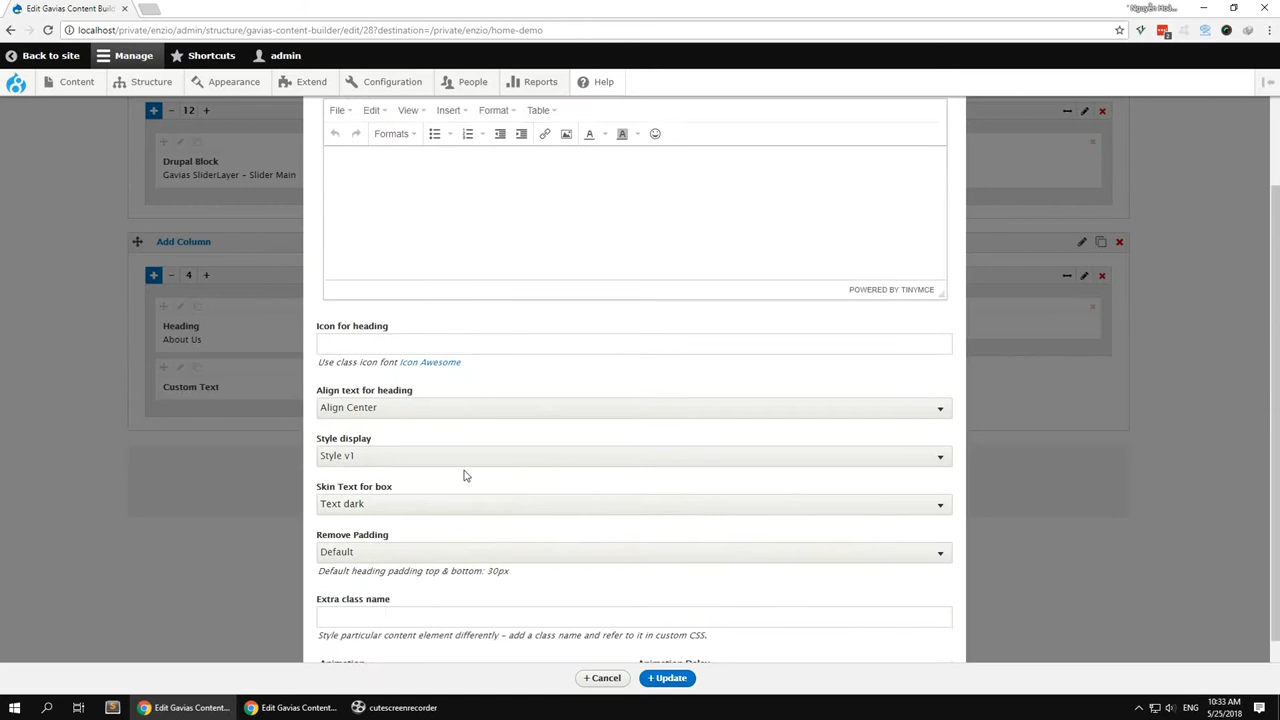 Edit Gavias Content Buil
localhost/private/enzio/admin/structure/gavias-content-builder/edit/28?destination=/private/enzio/home-demo
Back to site
Manage
Shortcuts
admin
Content
Structure
Appearance
Extend
Configuration
People
Reports
Help
12
Drupal Block
Gavias SliderLayer - Slider Main
Add Column
4
Heading
About Us
Custom Text
File
Edit
View
Insert
Format
Table
Formats
POWERED BY TINYMCE
Icon for heading
Use class icon font Icon Awesome
Align text for heading
Align Center
Style display
Style v1
Skin Text for box
Text dark
Remove Padding
Default
Default heading padding top & bottom: 30px
Extra class name
Style particular content element differently - add a class name and refer to it in custom CSS.
Animation
Animation Delay
+ Cancel
+ Update
Edit Gavias Content...
Edit Gavias Content...
cutescreenrecorder
ENG
10:33 AM
5/25/2018